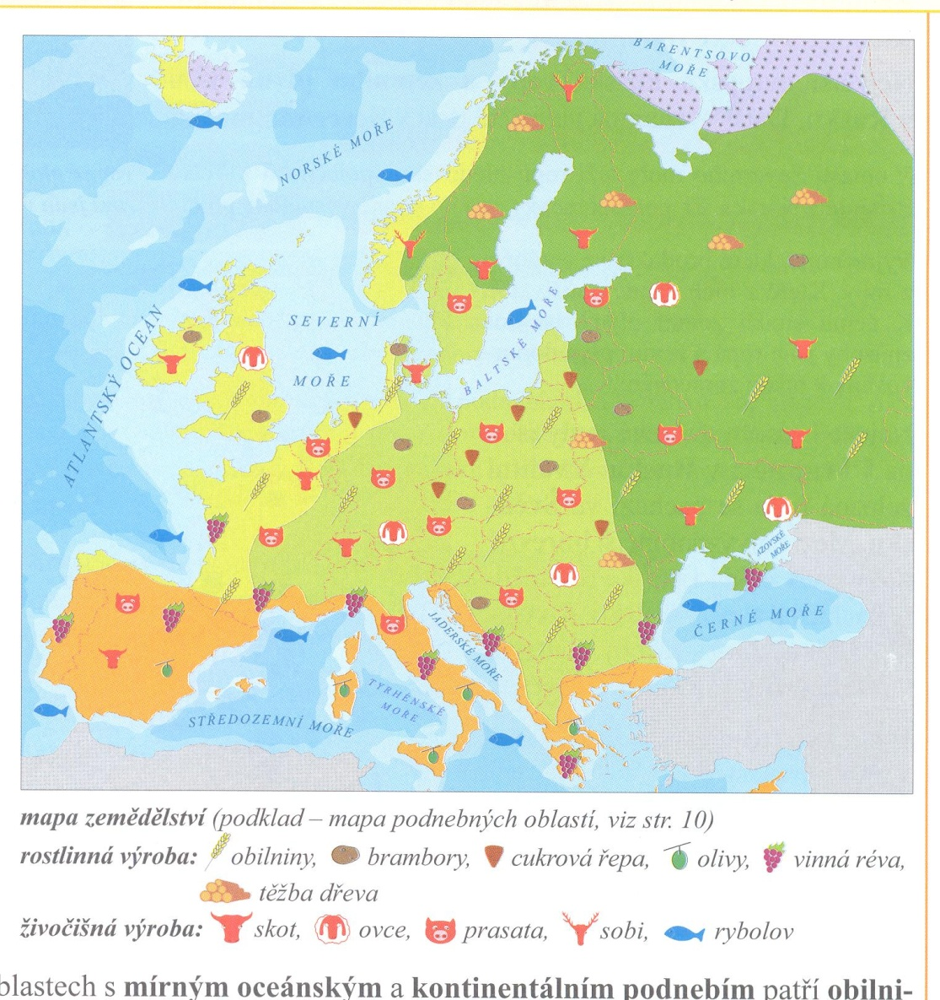 BARENTSOVO
MOŘE
NORSKÉ MOŘE
ATLANTSKÝ OCEÁN
SEVERNÍ
MOŘE
BALTSKÉ MOŘE
AZOVSKÉ
MOŘE
ČERNÉ MOŘE
JADERSKÉ MOŘE
TYRHÉNSKÉ
MOŘE
STŘEDOZEMNÍ MOŘE
mapa zemědělství (podklad – mapa podnebných oblastí, viz str. 10)
rostlinná výroba: obilniny, brambory, cukrová řepa, olivy, vinná réva,
těžba dřeva
živočišná výroba: skot, ovce, prasata, sobi, rybolov
blastech s mírným oceánským a kontinentálním podnebím patří obilni-